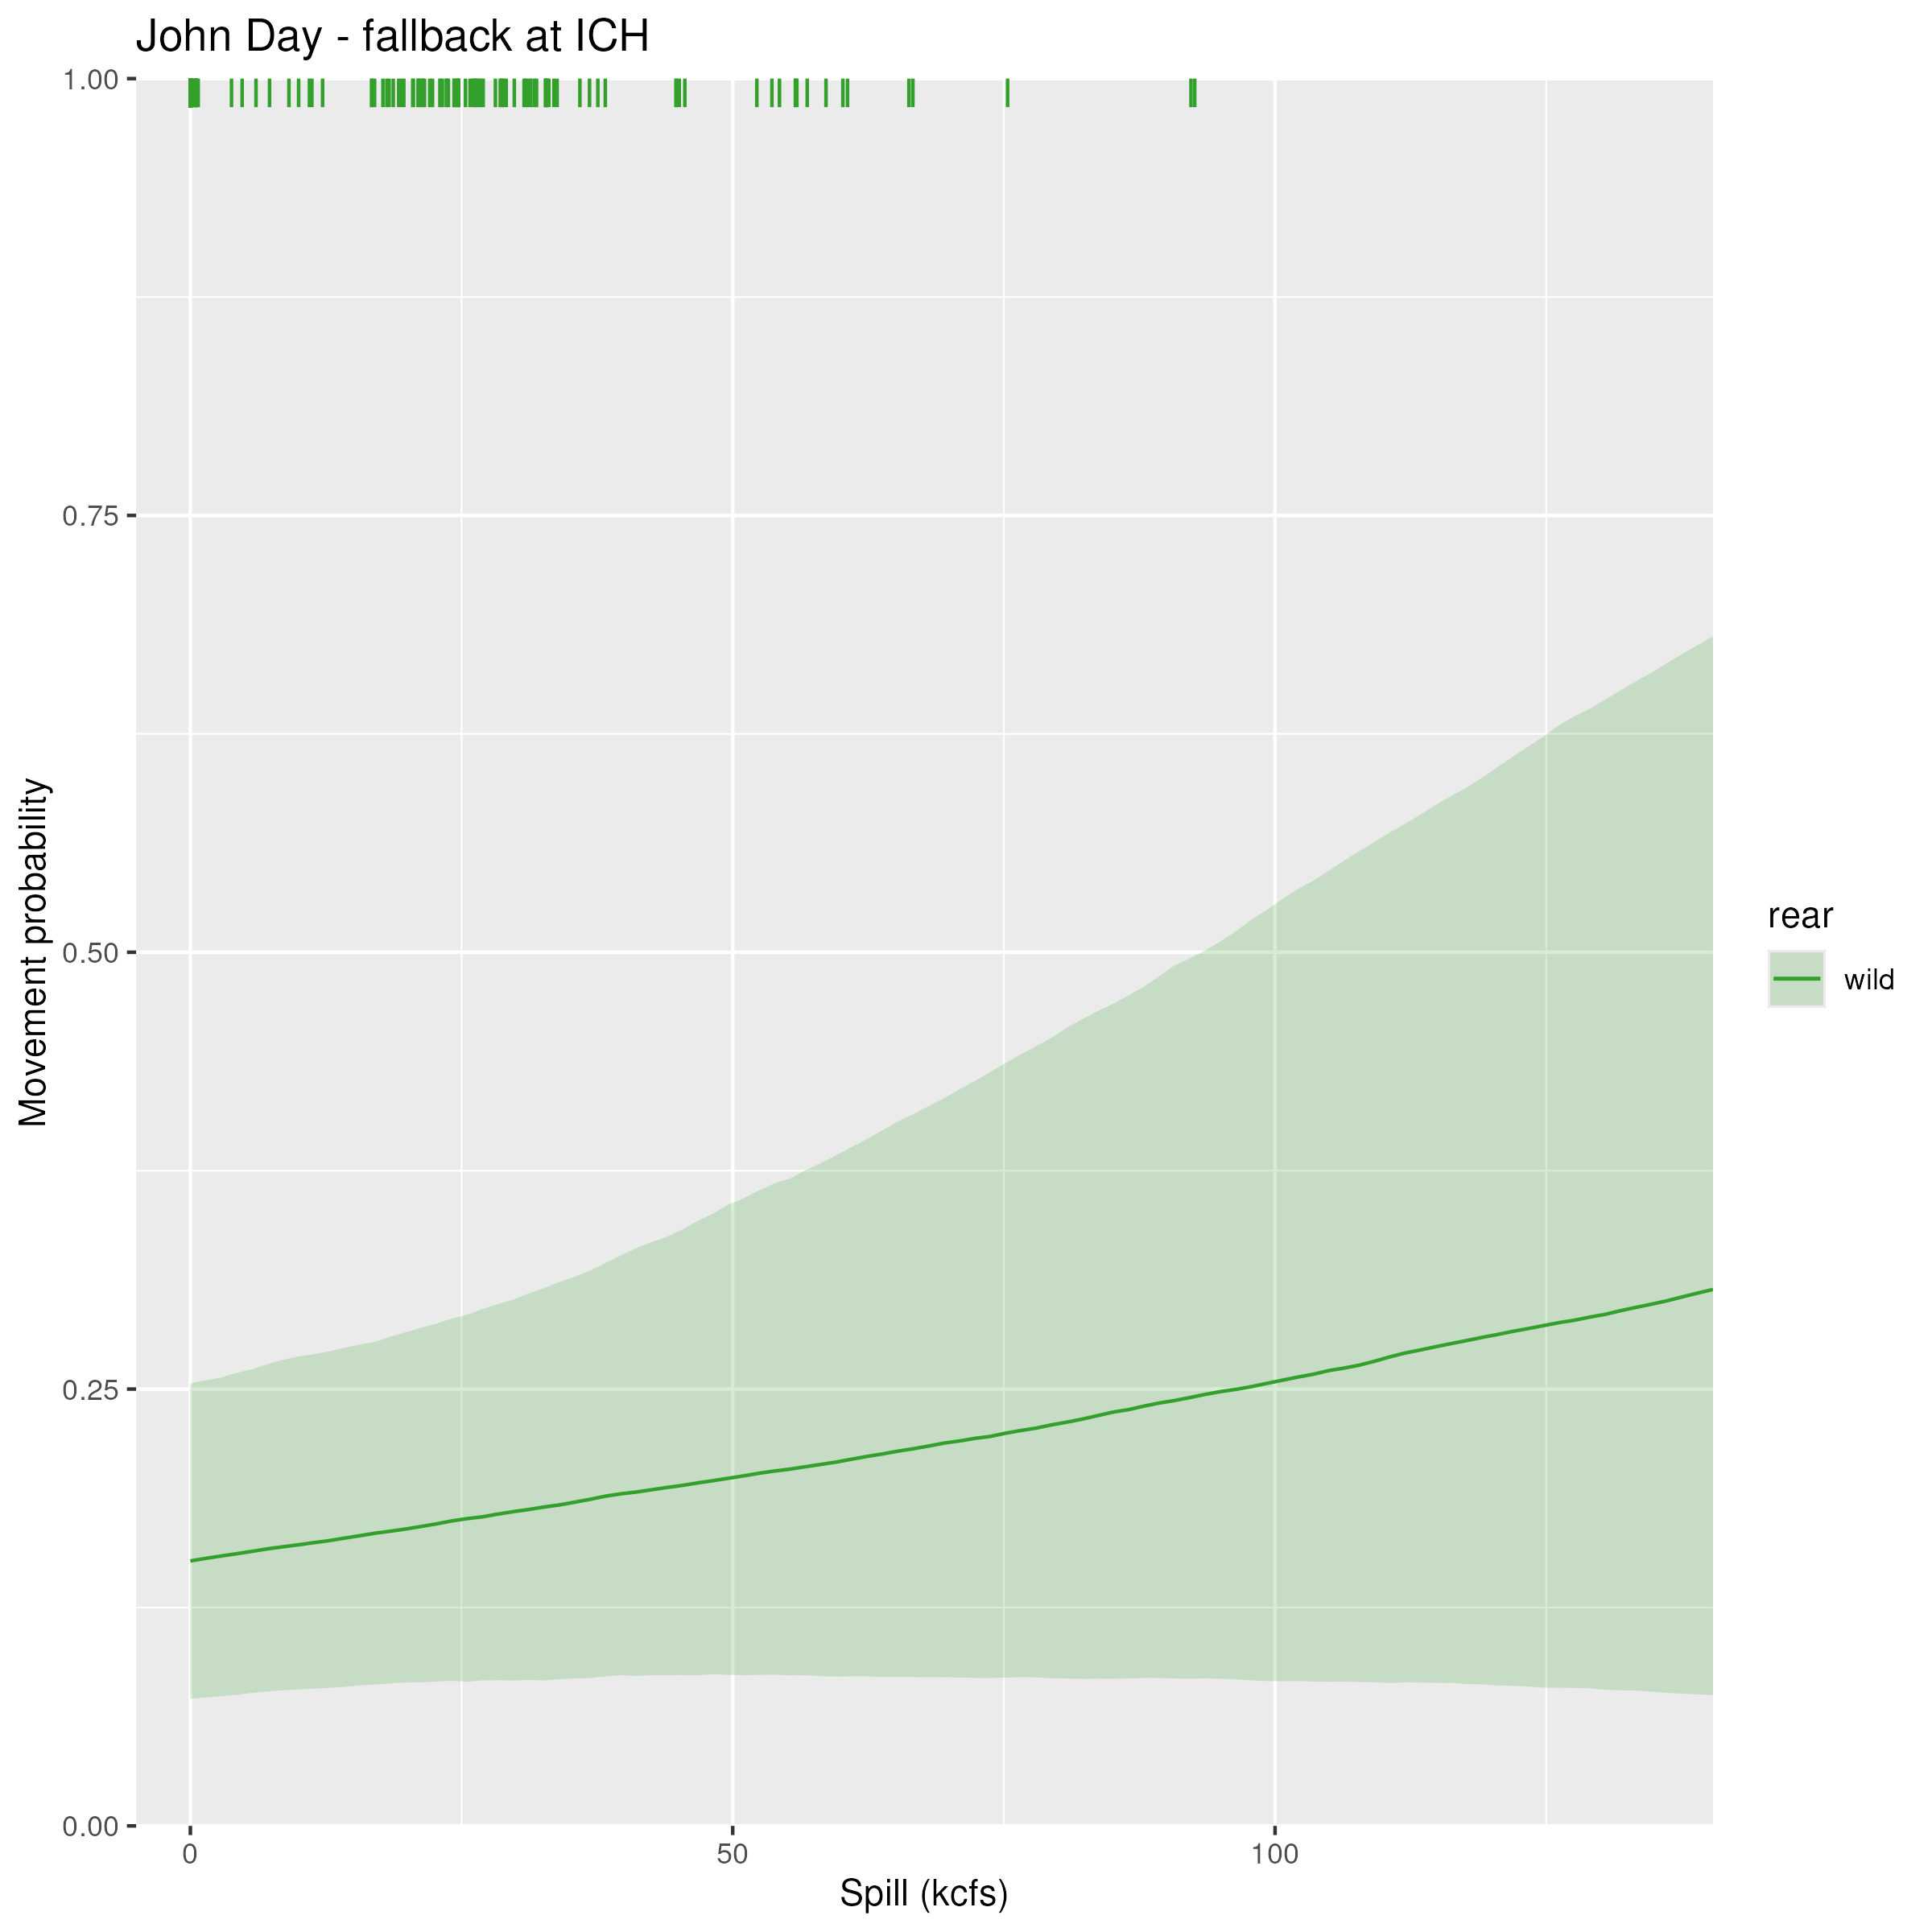 John Day - fallback at ICH
1.00
0.75
0.50
0.25
0.00
Movement probability
0
50
100
Spill (kcfs)
rear
wild